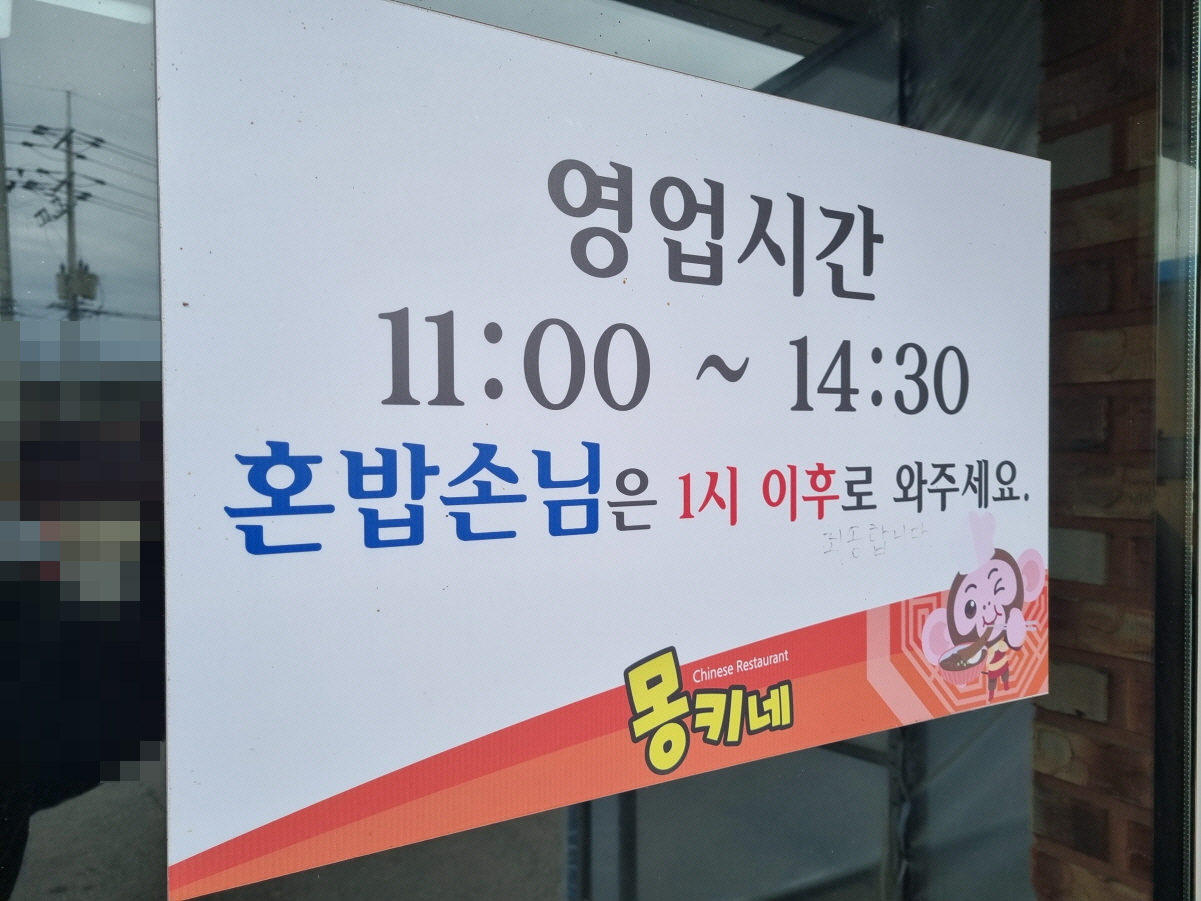 영업시간
11:00 ~ 14:30
혼밥손님은 1시 이후로 와주세요.
죄송합니다
Chinese Restaurant
몽키네